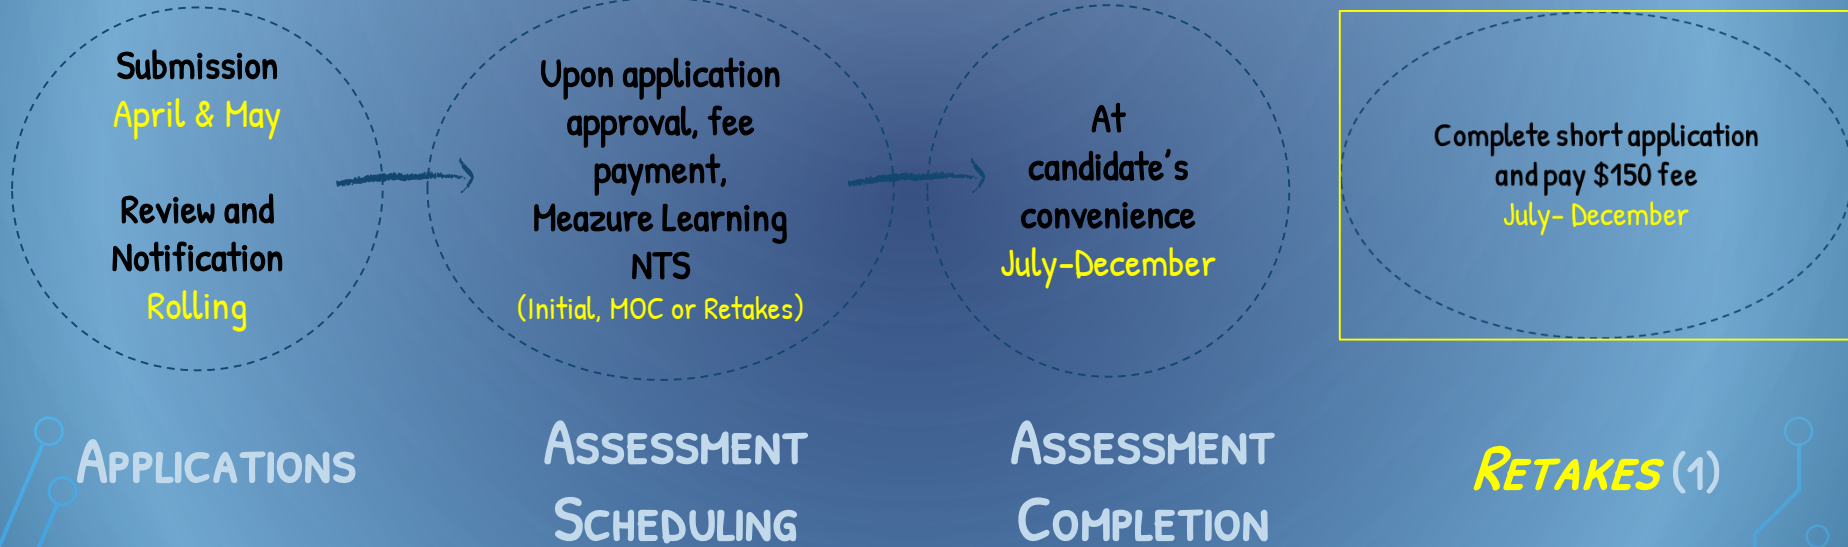 Submission
April & May
Review and
Notification
Rolling
Upon application
approval, fee
payment,
Meazure Learning
NTS
(Initial, MOC or Retakes)
At
candidate's
convenience
July-December
Complete short application
and pay $150 fee
July- December
Applications
Assessment
Scheduling
Assessment
Completion
Retakes (1)